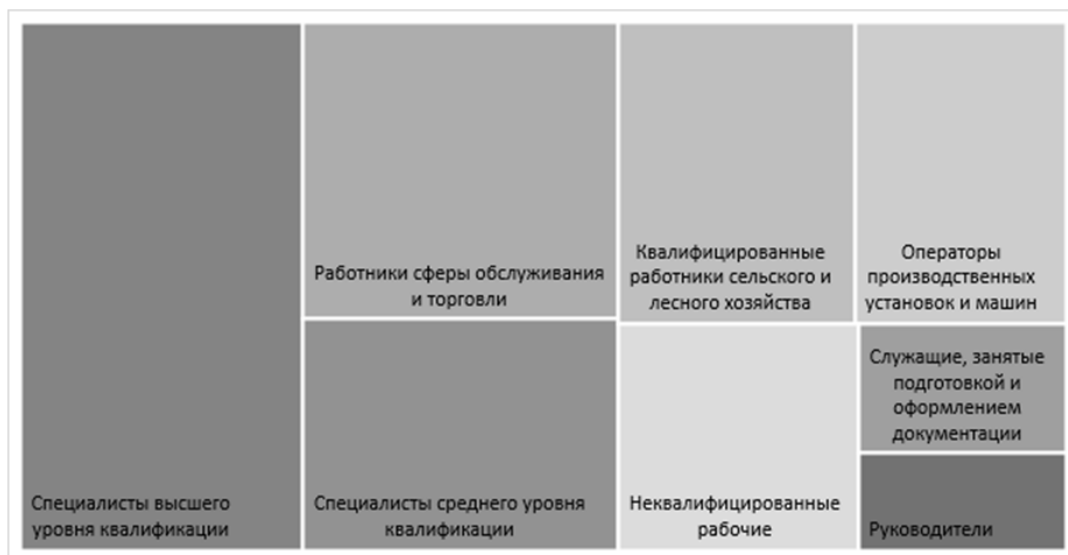 Специалисты высшего
уровня квалификации
Работники сферы обслуживания
и торговли
Специалисты среднего уровня
квалификации
Квалифицированные
работники сельского и
лесного хозяйства
Неквалифицированные
рабочие
Операторы
производственных
установок и машин
Служащие, занятые
подготовкой и
оформлением
документации
Руководители